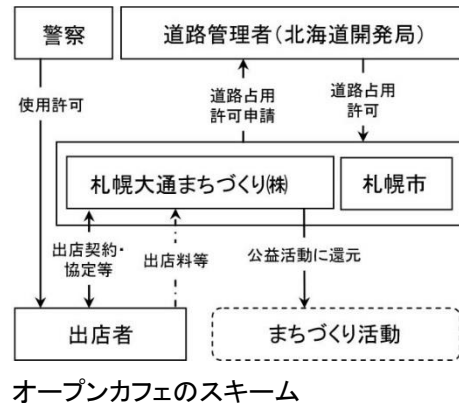 警察
道路管理者（北海道開発局）
使用許可
道路占用
許可申請
道路占用
許可
札幌大通まちづくり㈱
札幌市
出店契約・
協定等
出店料等
公益活動に還元
出店者
まちづくり活動
オープンカフェのスキーム